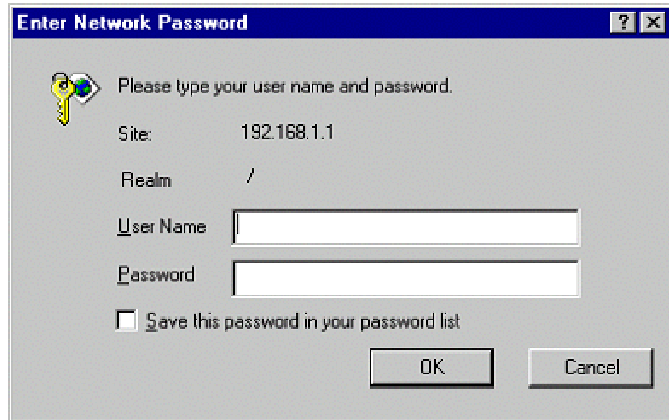 Enter Network Password
Please type your user name and password.
Site: 192.168.1.1
Realm /
User Name
Password
Save this password in your password list
OK Cancel